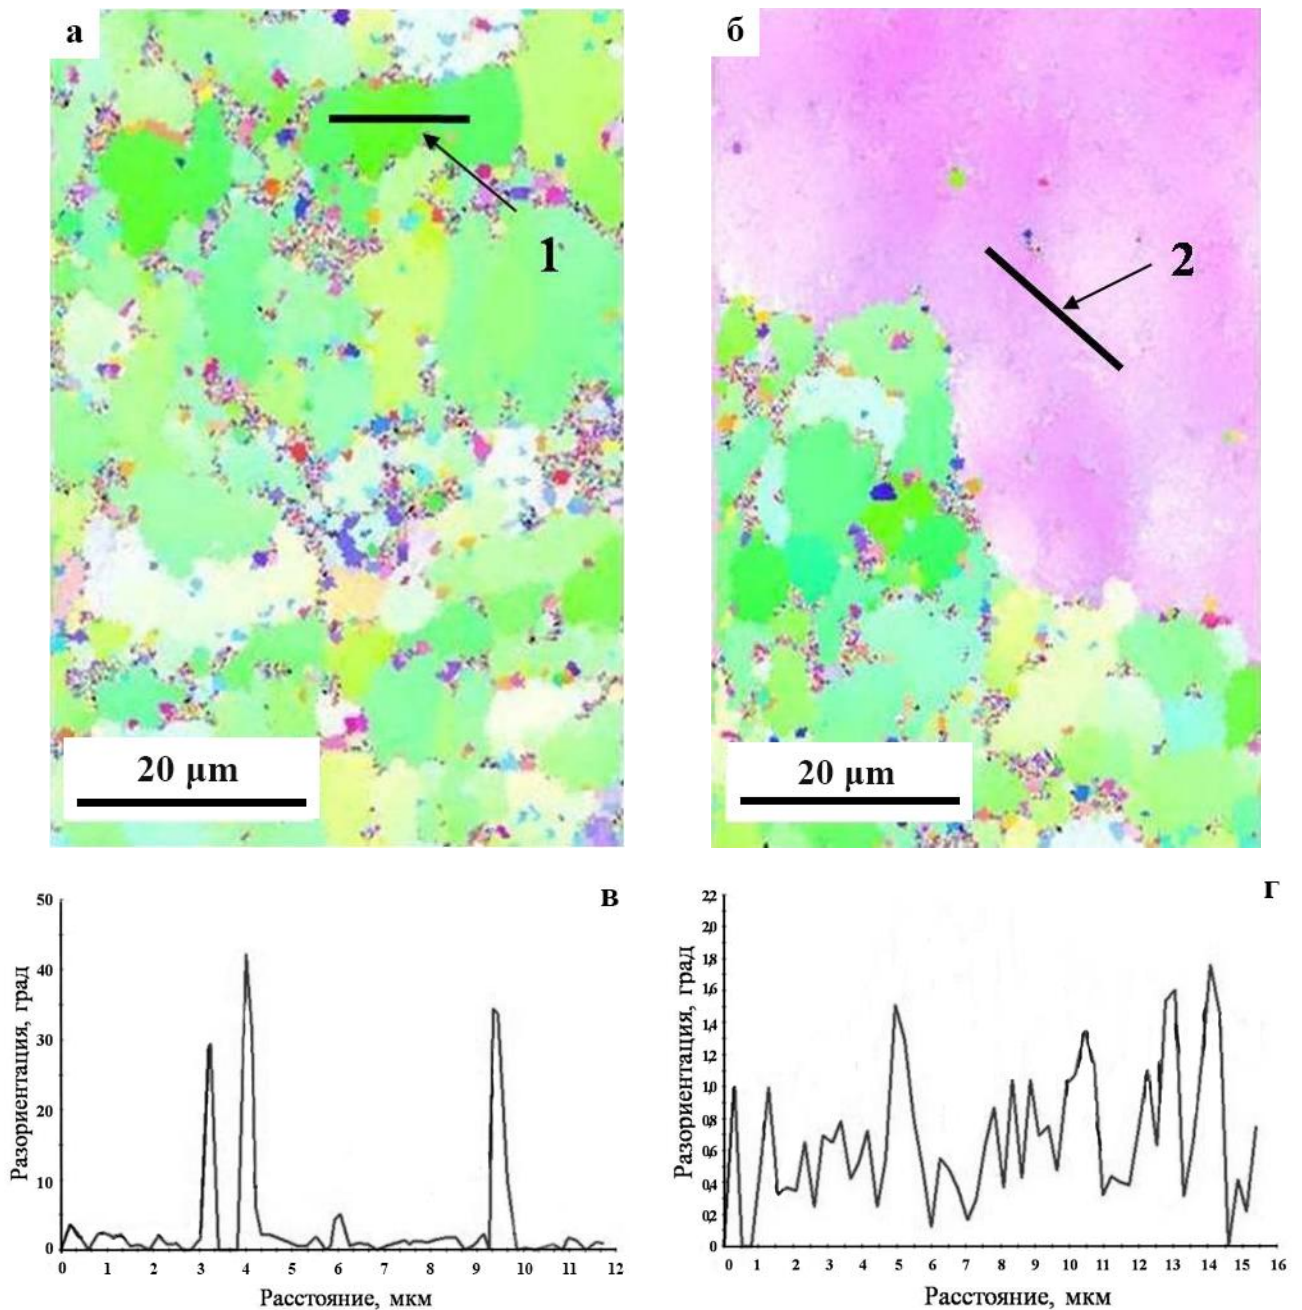 а
б
1
2
20 µm
20 µm
в
г
Разориентация, град
50
40
30
20
10
0
0 1 2 3 4 5 6 7 8 9 10 11 12
Расстояние, мкм
Разориентация, град
2,2
2,0
1,8
1,6
1,4
1,2
1,0
0,8
0,6
0,4
0,2
0
0 1 2 3 4 5 6 7 8 9 10 11 12 13 14 15 16
Расстояние, мкм